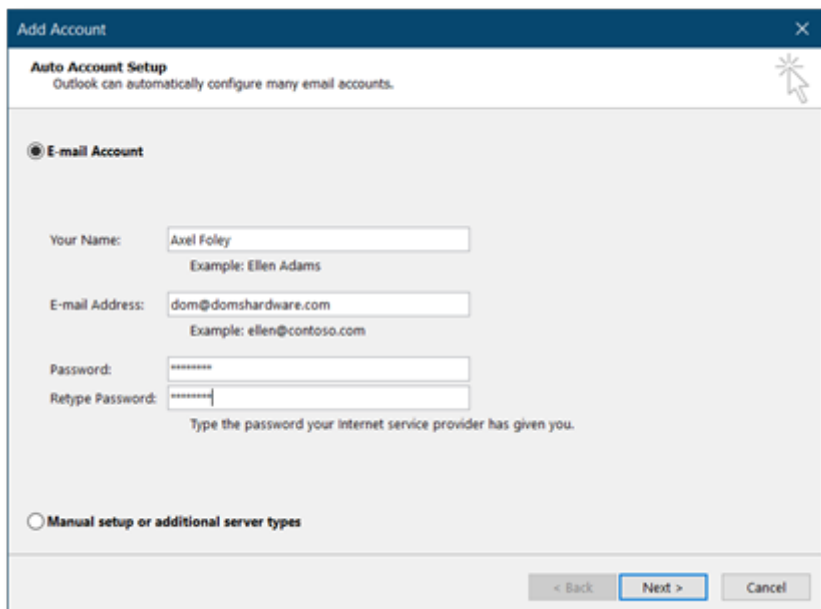 Add Account
Auto Account Setup
Outlook can automatically configure many email accounts.
E-mail Account
Your Name: Axel Foley
Example: Ellen Adams
E-mail Address: dom@domshardware.com
Example: ellen@contoso.com
Password: ********
Retype Password: ********
Type the password your Internet service provider has given you.
Manual setup or additional server types
< Back Next > Cancel